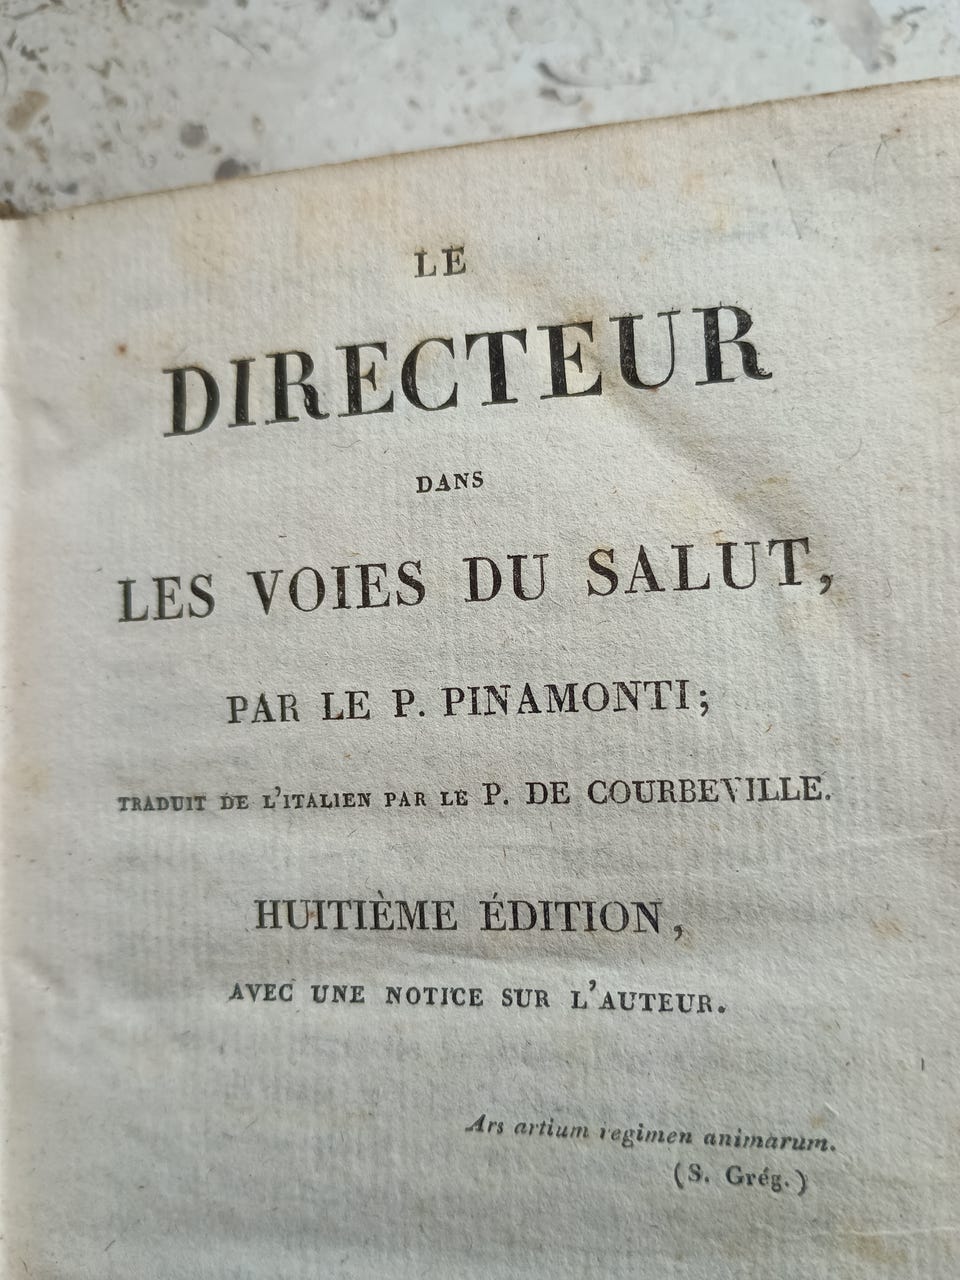 LE
DIRECTEUR
DANS
LES VOIES DU SALUT,
PAR LE P. PINAMONTI;
TRADUIT DE L'ITALIEN PAR LE P. DE COURBEVILLE.
HUITIÈME ÉDITION,
AVEC UNE NOTICE SUR L'AUTEUR.
Ars artium regimen animarum.
(S. Grég.)